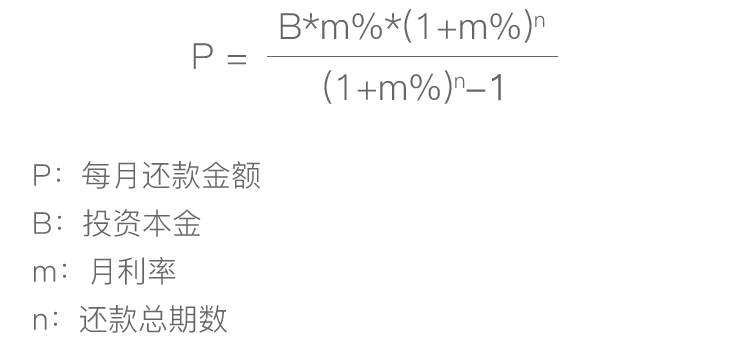 B*m%*(1+m%)ⁿ
P =
(1+m%)ⁿ–1
P：每月还款金额
B：投资本金
m：月利率
n：还款总期数